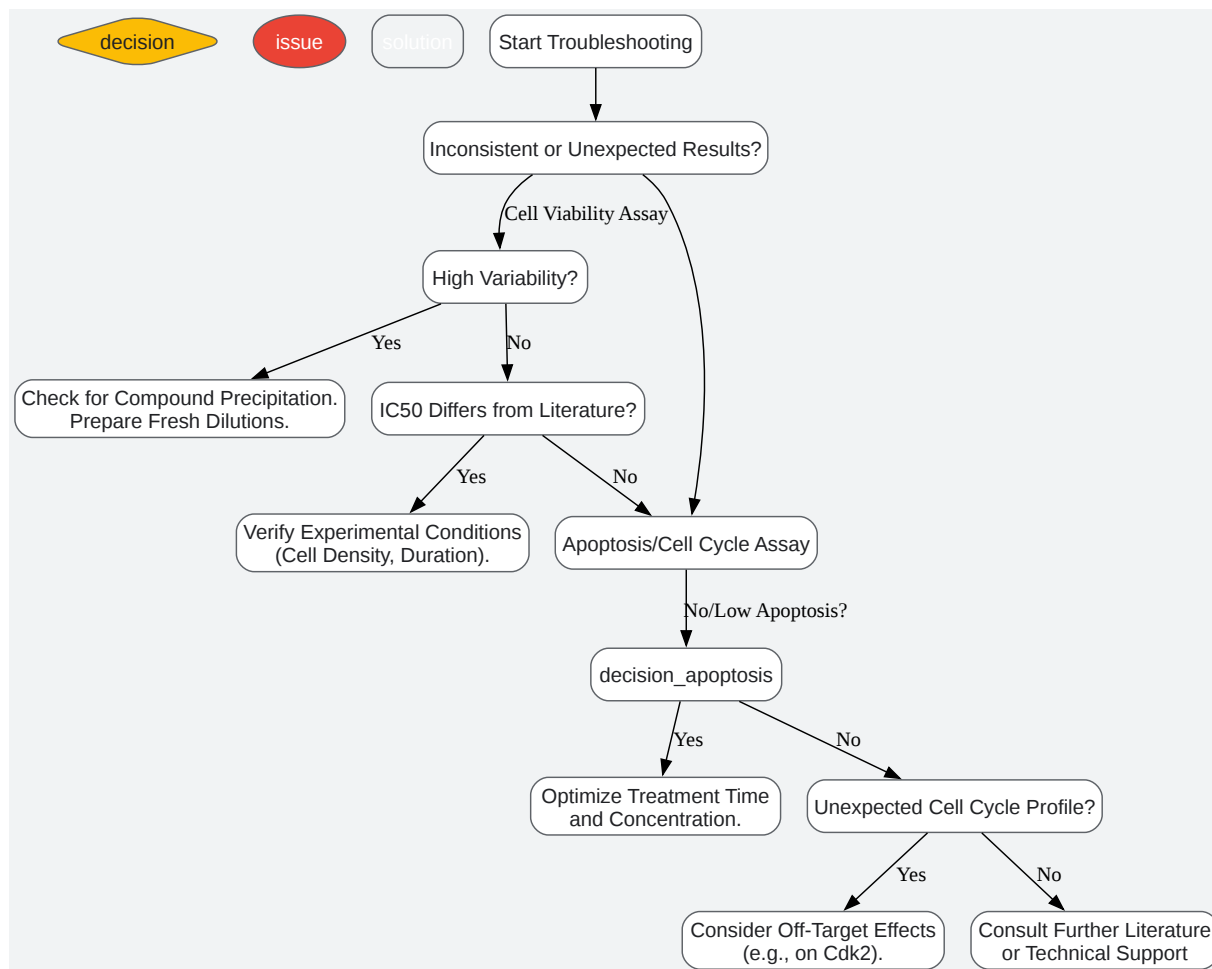 decision
issue
solution
Start Troubleshooting
Inconsistent or Unexpected Results?
Cell Viability Assay
High Variability?
Yes
No
Check for Compound Precipitation.
Prepare Fresh Dilutions.
IC50 Differs from Literature?
Yes
No
Verify Experimental Conditions
(Cell Density, Duration).
Apoptosis/Cell Cycle Assay
No/Low Apoptosis?
decision_apoptosis
Yes
No
Optimize Treatment Time
and Concentration.
Unexpected Cell Cycle Profile?
Yes
No
Consider Off-Target Effects
(e.g., on Cdk2).
Consult Further Literature
or Technical Support